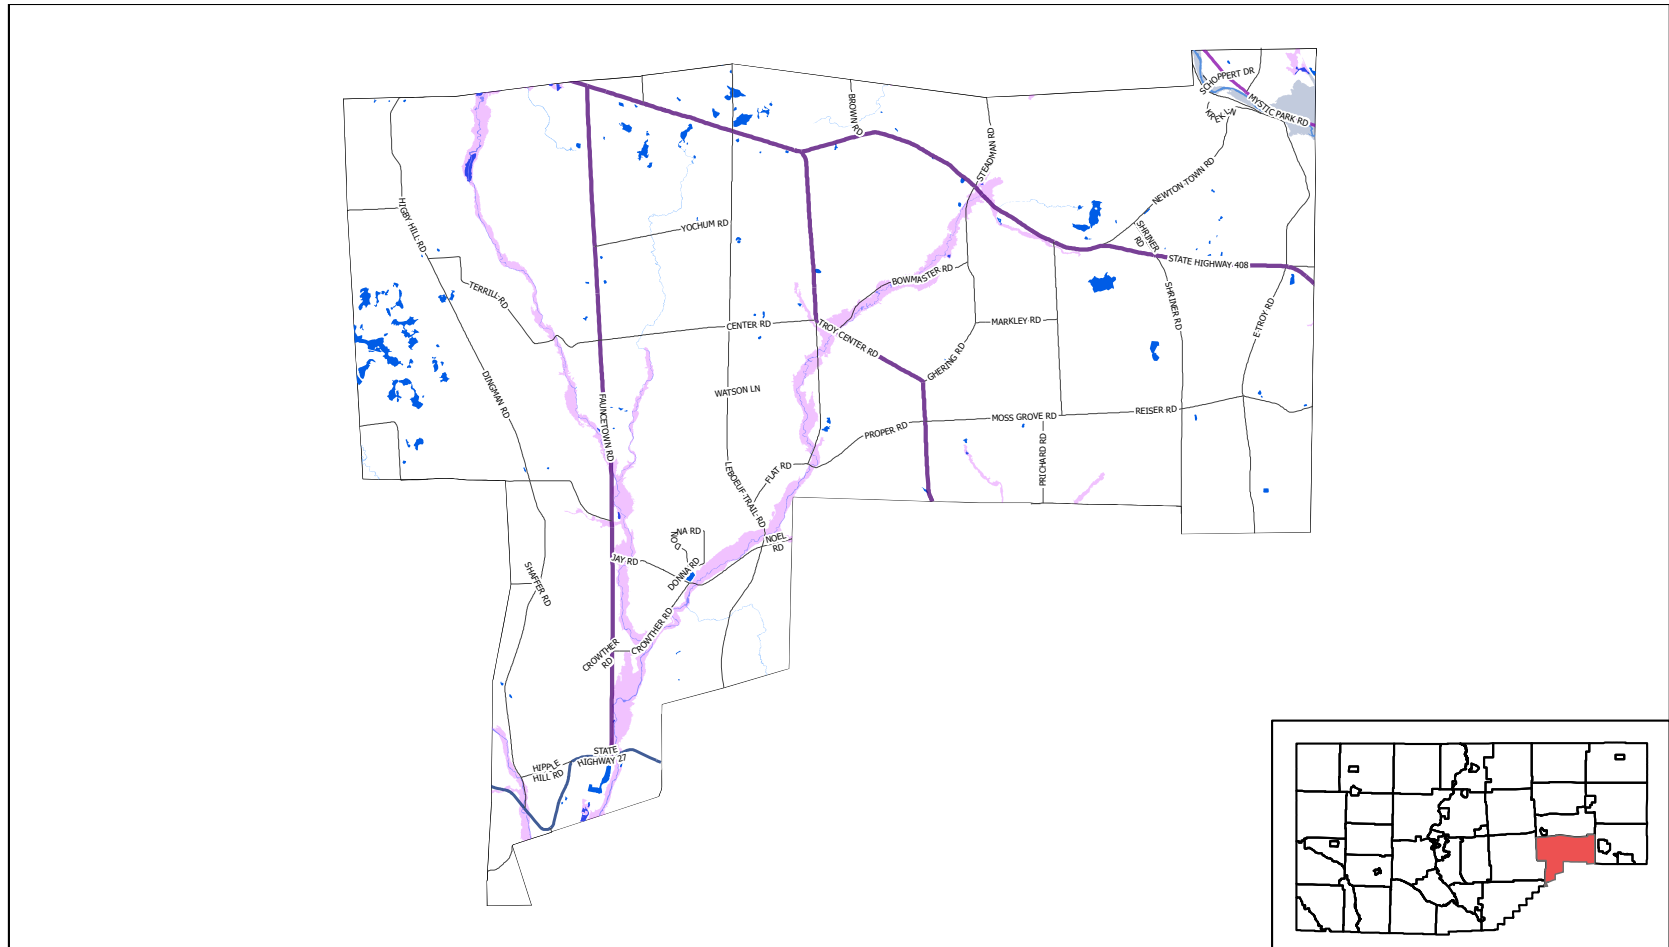 SCHOPPERT DR
MYSTIC PARK RD
KREK LN
BROWN RD
STEADMAN RD
NEWTON TOWN RD
HIGBY HILL RD
YOCHUM RD
SHRINER
RD
STATE HIGHWAY 408
BOWMASTER RD
TERRILL RD
SHRINER RD
E TROY RD
CENTER RD
TROY CENTER RD
MARKLEY RD
GHERING RD
DINGMAN RD
WATSON LN
FAUNCETOWN RD
MOSS GROVE RD
REISER RD
PROPER RD
PRICHARD RD
FLAT RD
LEBOEUF TRAIL RD
DONNA RD
NOEL
RD
JAY RD
DONNA RD
SHAFFER RD
CROWTHER RD
CROWTHER
RD
STATE
HIGHWAY 27
HIPPLE
HILL RD